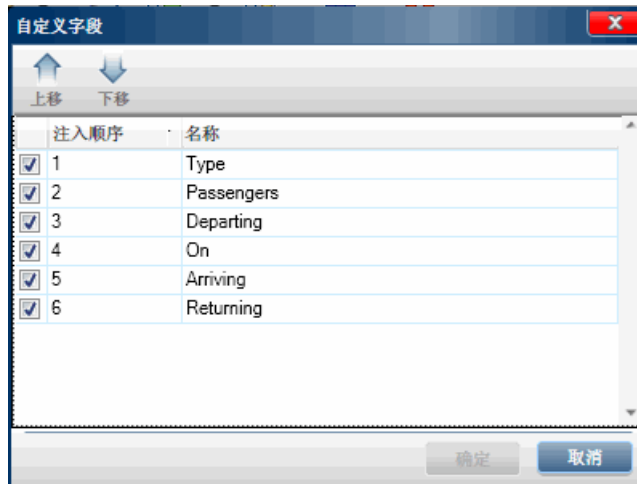 自定义字段
上移 下移
注入顺序 名称
1 Type
2 Passengers
3 Departing
4 On
5 Arriving
6 Returning
确定 取消